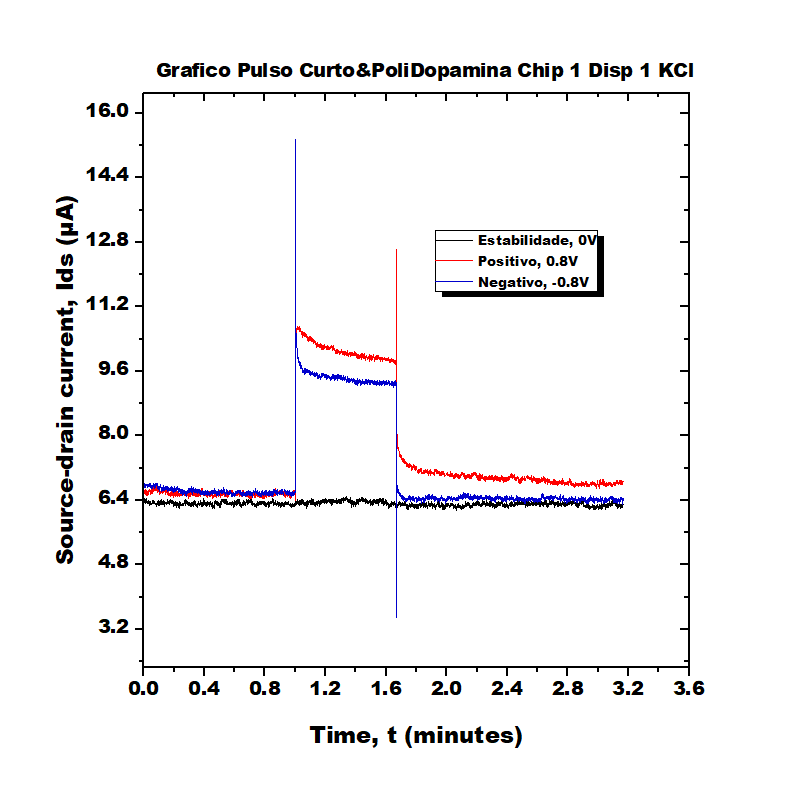 Grafico Pulso Curto&PoliDopamina Chip 1 Disp 1 KCl
16.0
14.4
12.8
11.2
9.6
8.0
6.4
4.8
3.2
Source-drain current, Ids (µA)
Estabilidade, 0V
Positivo, 0.8V
Negativo, -0.8V
0.0 0.4 0.8 1.2 1.6 2.0 2.4 2.8 3.2 3.6
Time, t (minutes)